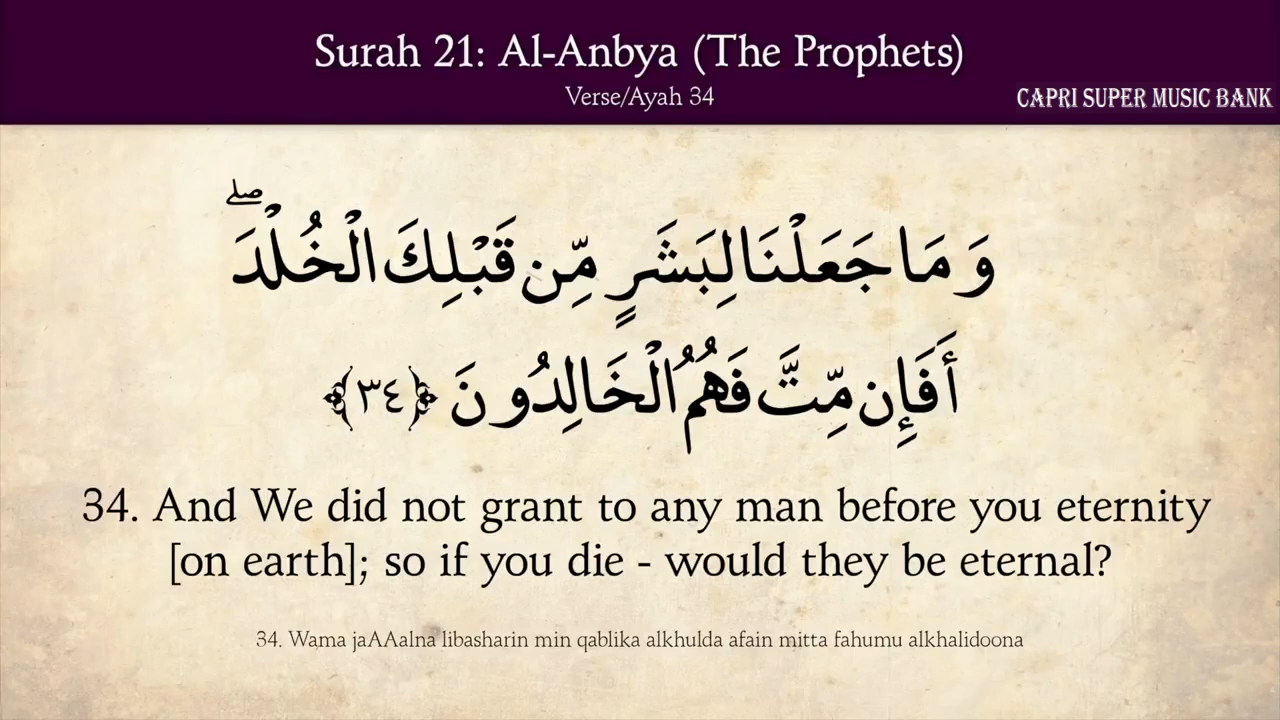 Surah 21: Al-Anbya (The Prophets)
Verse/Ayah 34
CAPRI SUPER MUSIC BANK
وَمَا جَعَلْنَا لِبَشَرٍ مِّن قَبْلِكَ الْخُلْدَ ۖ
أَفَإِن مِّتَّ فَهُمُ الْخَالِدُونَ ﴿٣٤﴾
34. And We did not grant to any man before you eternity
[on earth]; so if you die - would they be eternal?
34. Wama jaAAalna libasharin min qablika alkhulda afain mitta fahumu alkhalidoona